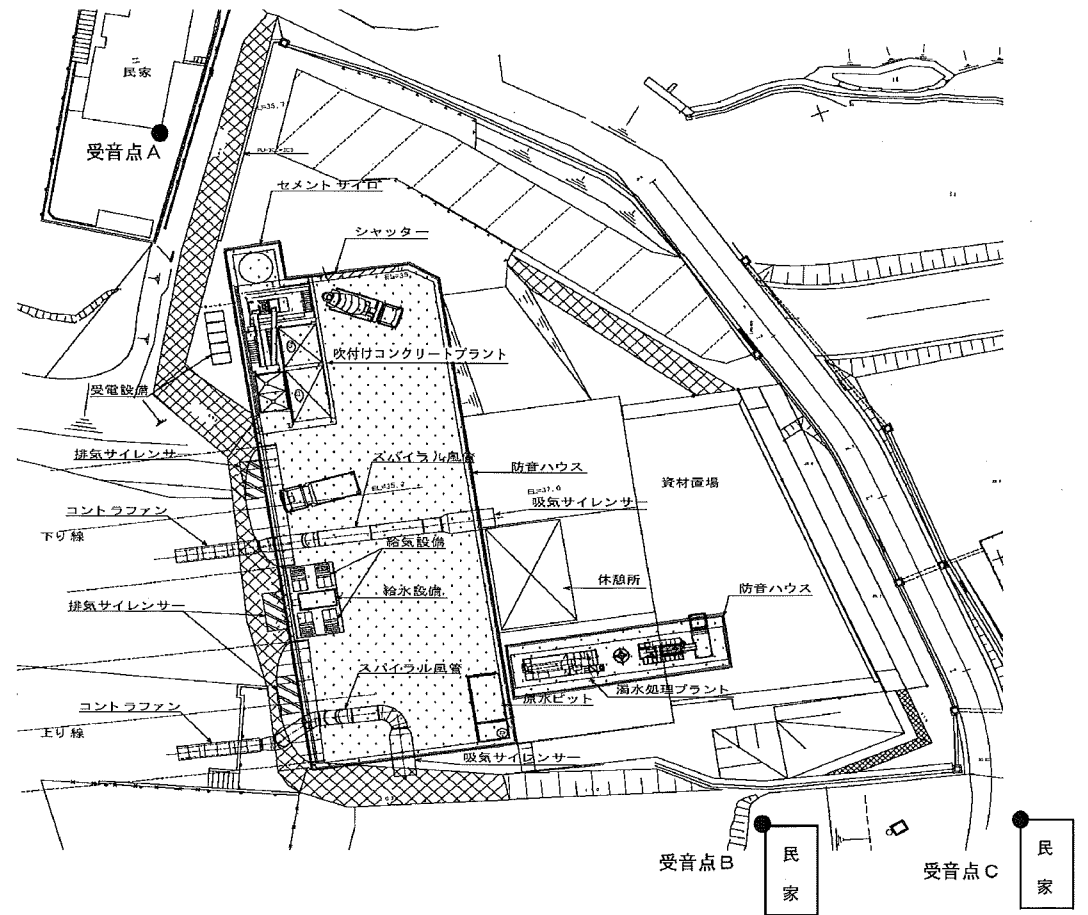 民家
受音点A
セメントサイロ
シャッター
吹付けコンクリートプラント
受電設備
排気サイレンサー
スパイラル風管
防音ハウス
EL=37.0
吸気サイレンサー
資材置場
コントラファン
下り線
給気設備
給水設備
休憩所
防音ハウス
排気サイレンサー
スパイラル風管
濁水処理プラント
原水ピット
コントラファン
上り線
吸気サイレンサー
受音点B
民家
受音点C
民家